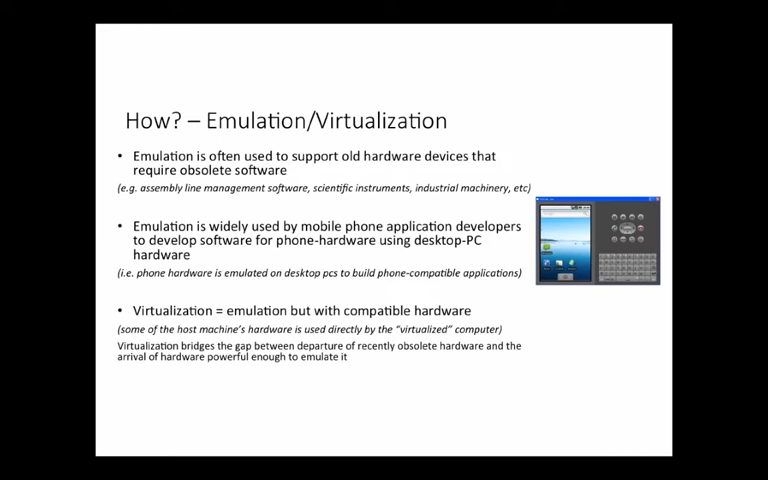 How? – Emulation/Virtualization
• Emulation is often used to support old hardware devices that
require obsolete software
(e.g. assembly line management software, scientific instruments, industrial machinery, etc)
• Emulation is widely used by mobile phone application developers
to develop software for phone-hardware using desktop-PC
hardware
(i.e. phone hardware is emulated on desktop pcs to build phone-compatible applications)
• Virtualization = emulation but with compatible hardware
(some of the host machine's hardware is used directly by the “virtualized” computer)
Virtualization bridges the gap between departure of recently obsolete hardware and the
arrival of hardware powerful enough to emulate it